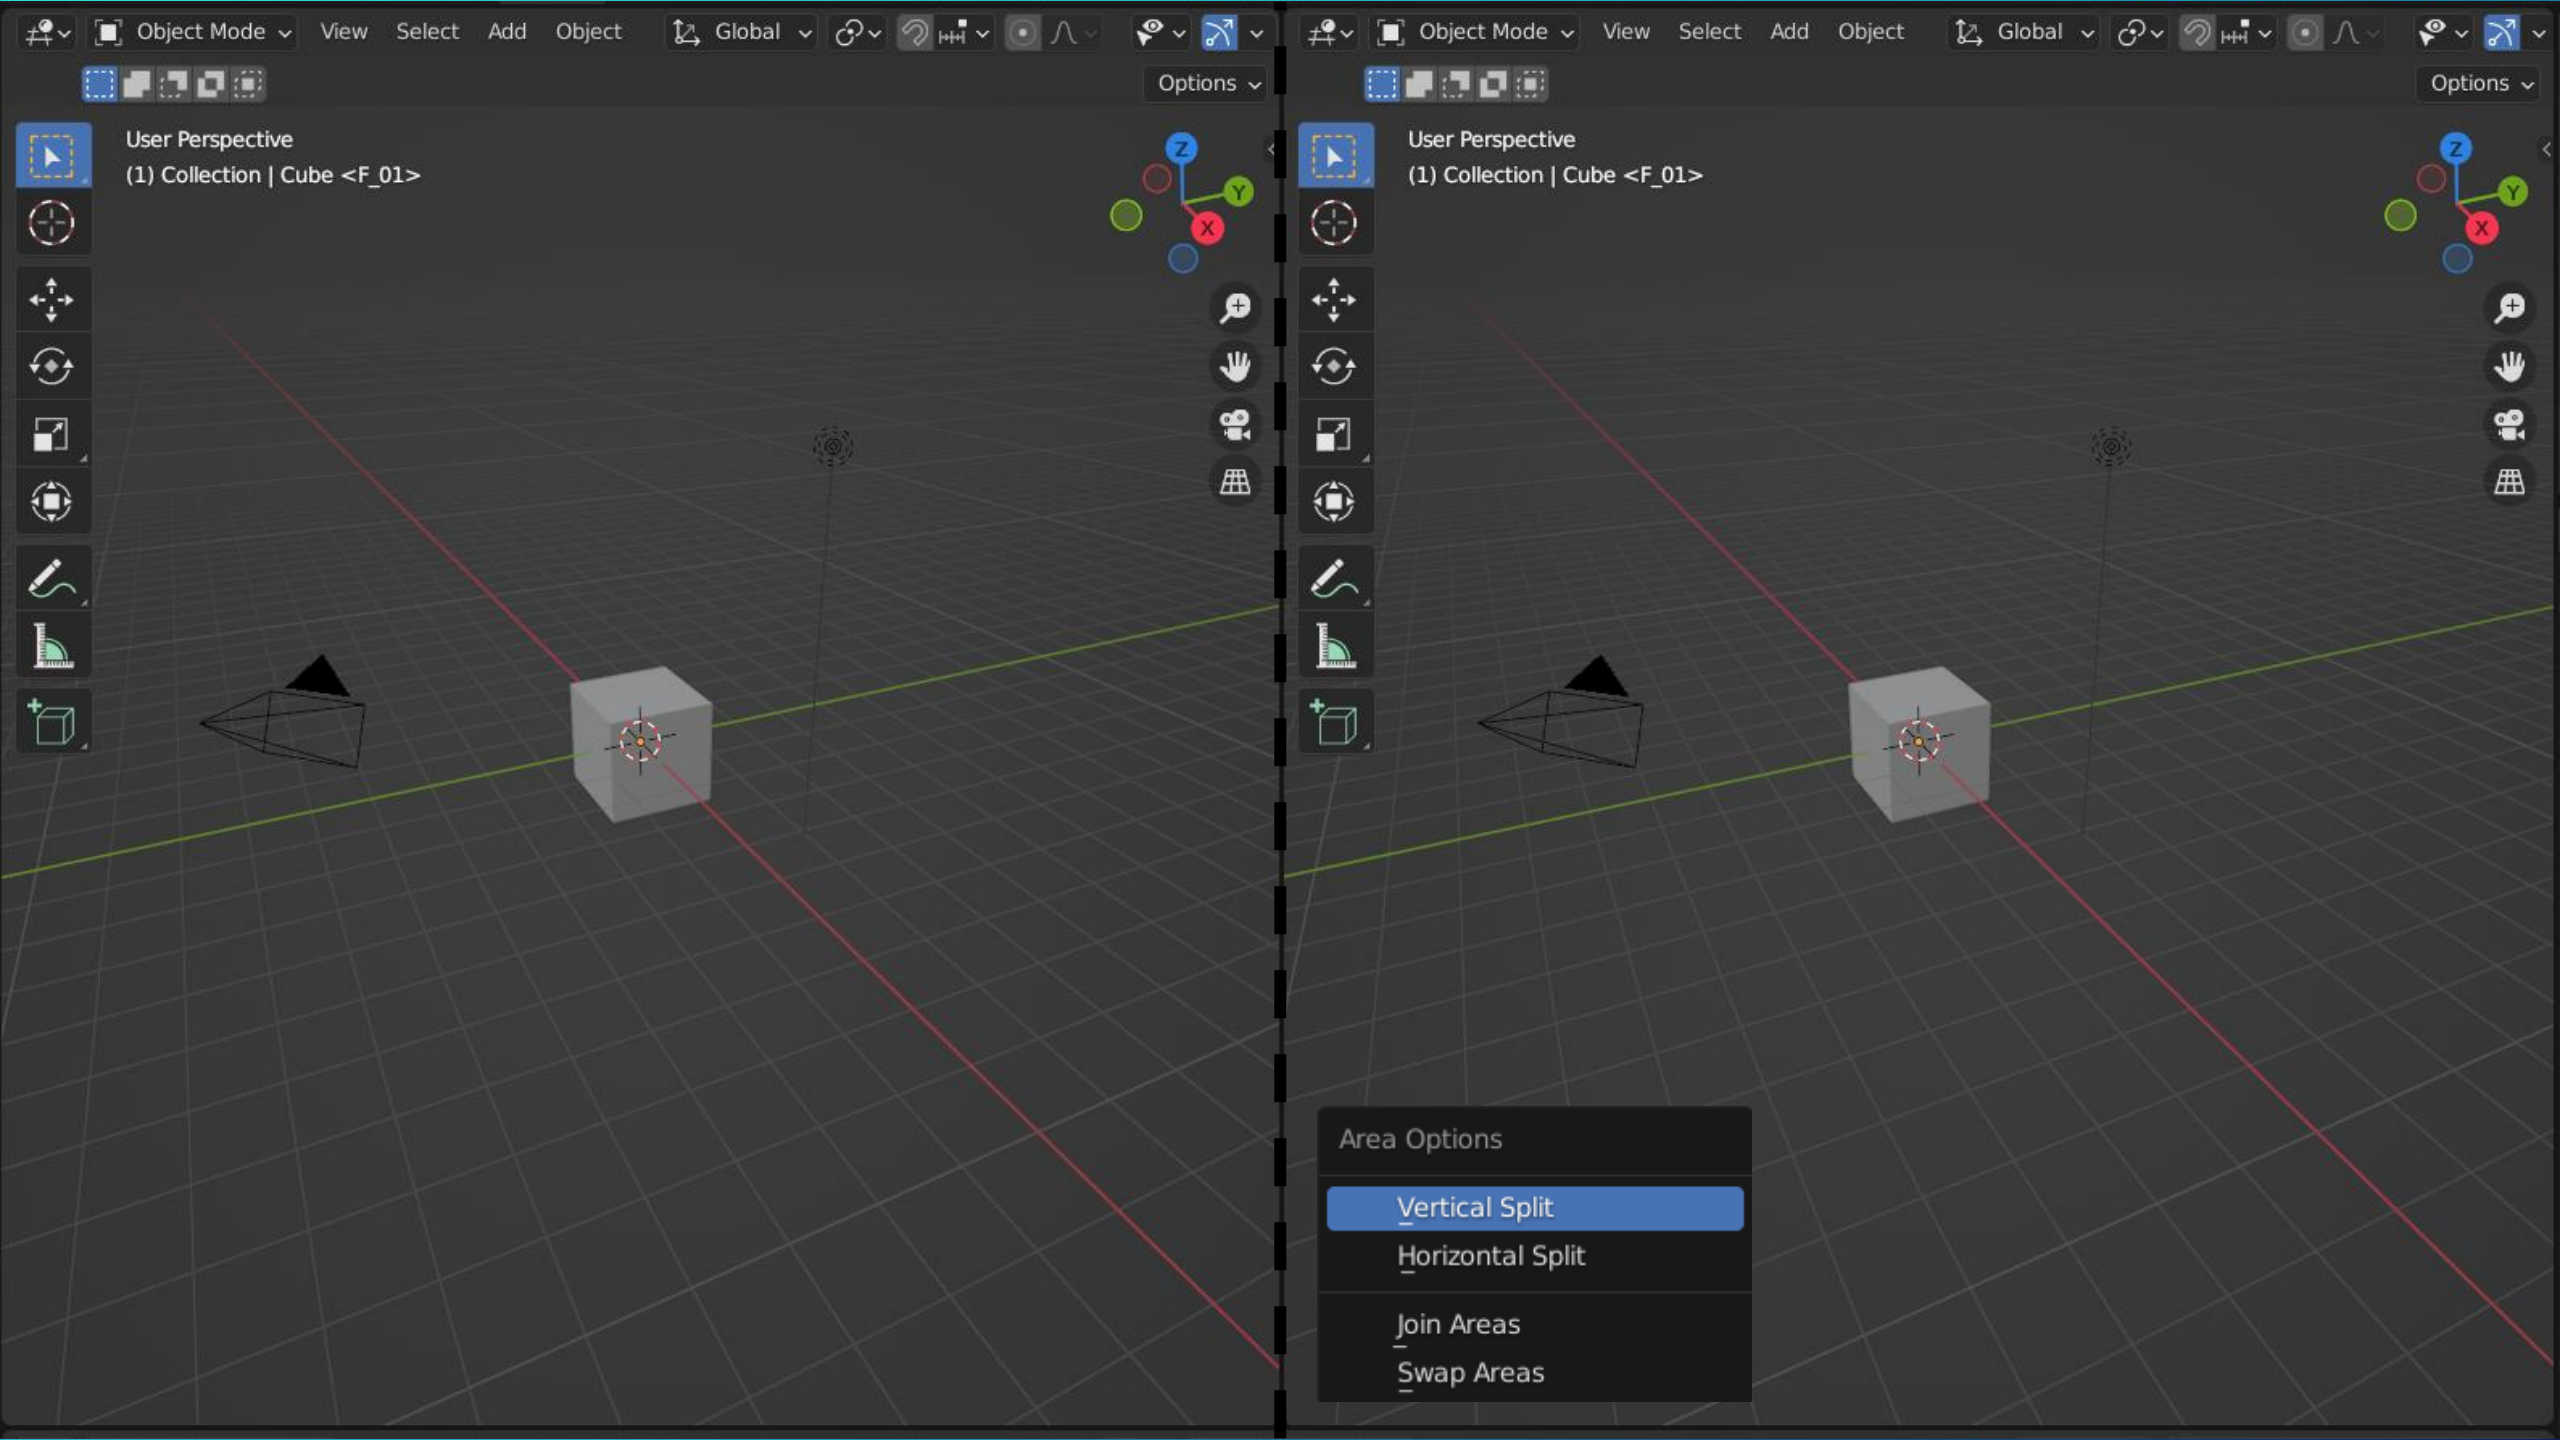 Object Mode View Select Add Object Global
Options
User Perspective
(1) Collection | Cube <F_01>
Z
Y
X
Object Mode View Select Add Object Global
Options
User Perspective
(1) Collection | Cube <F_01>
Z
Y
X
Area Options
Vertical Split
Horizontal Split
Join Areas
Swap Areas